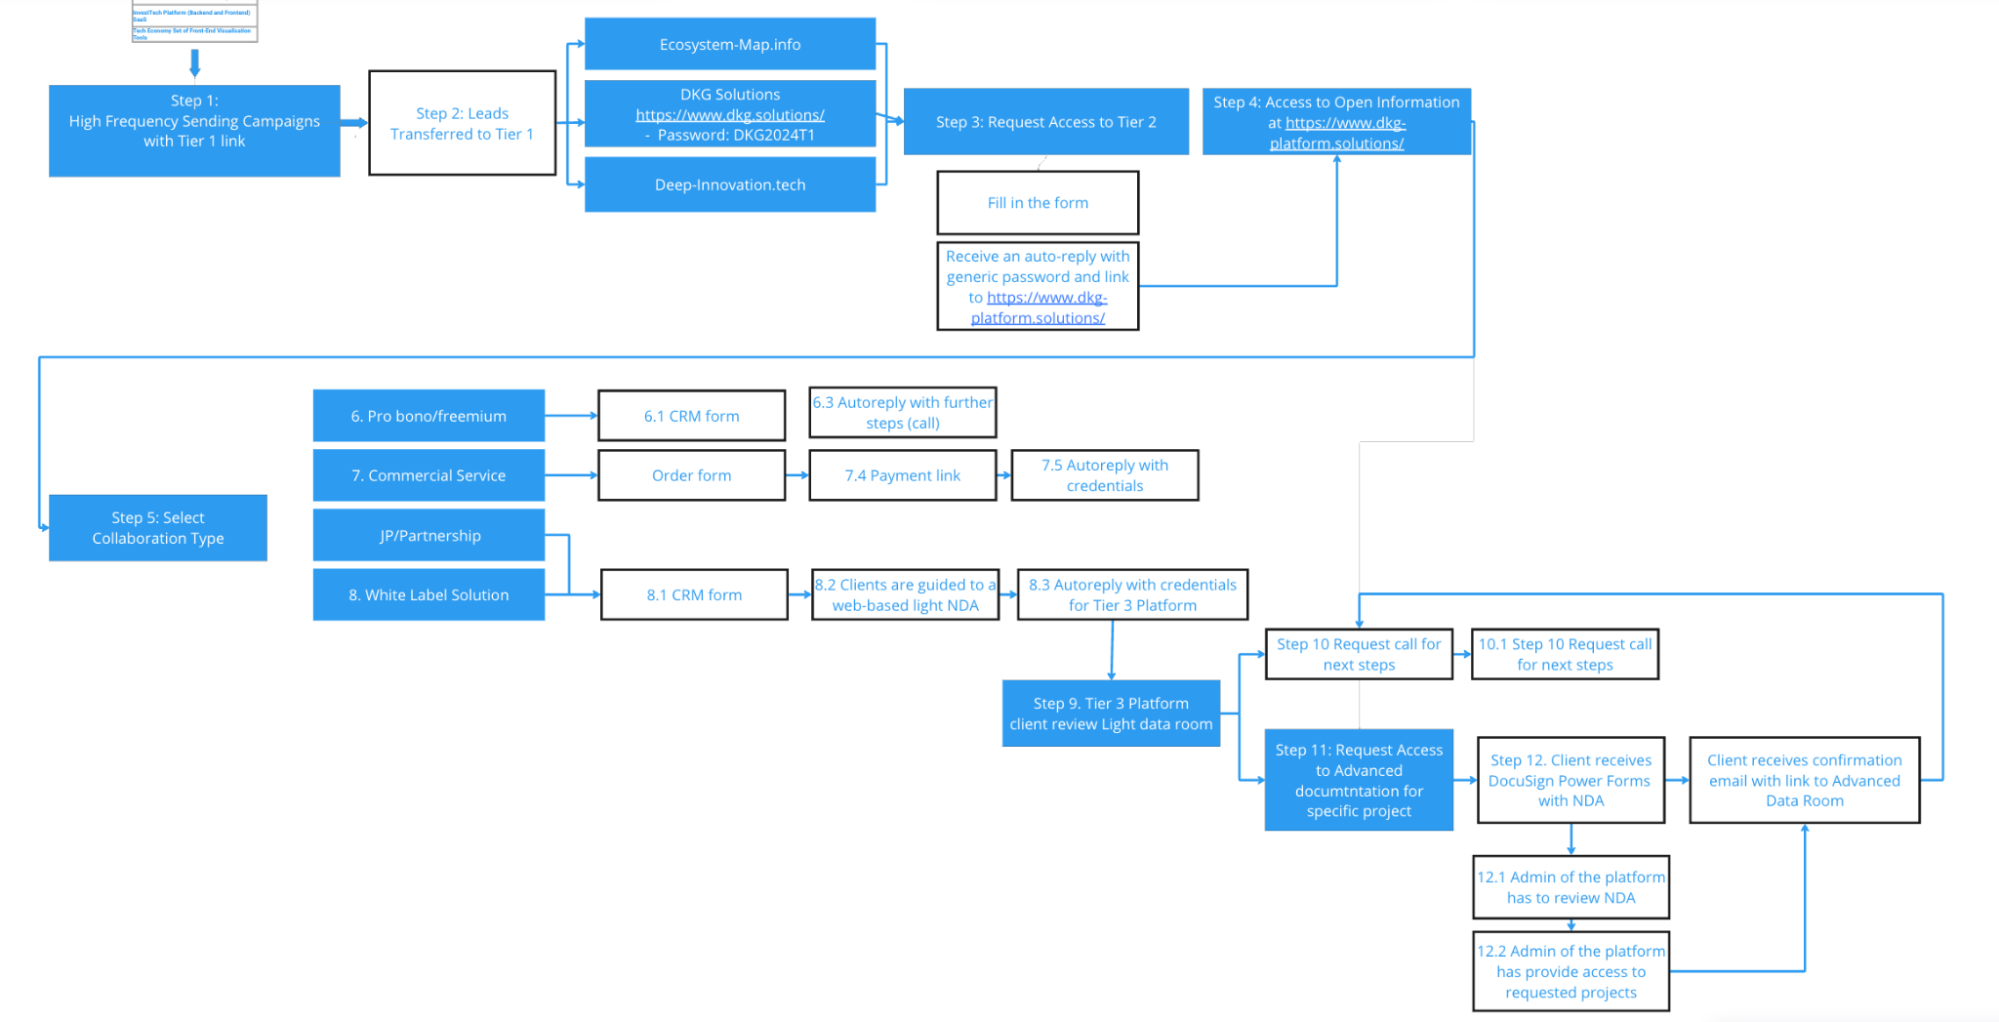 InvestTech Platform (Backend and Frontend)
SaaS
Tech Economy Set of Front-End Visualisation
Tools
Step 1:
High Frequency Sending Campaigns
with Tier 1 link
Step 2: Leads
Transferred to Tier 1
Ecosystem-Map.info
DKG Solutions
https://www.dkg.solutions/
- Password: DKG2024T1
Deep-Innovation.tech
Step 3: Request Access to Tier 2
Fill in the form
Receive an auto-reply with
generic password and link
to https://www.dkg-
platform.solutions/
Step 4: Access to Open Information
at https://www.dkg-
platform.solutions/
Step 5: Select
Collaboration Type
6. Pro bono/freemium
6.1 CRM form
6.3 Autoreply with further
steps (call)
7. Commercial Service
Order form
7.4 Payment link
7.5 Autoreply with
credentials
JP/Partnership
8. White Label Solution
8.1 CRM form
8.2 Clients are guided to a
web-based light NDA
8.3 Autoreply with credentials
for Tier 3 Platform
Step 9. Tier 3 Platform
client review Light data room
Step 10 Request call for
next steps
10.1 Step 10 Request call
for next steps
Step 11: Request Access
to Advanced
documtntation for
specific project
Step 12. Client receives
DocuSign Power Forms
with NDA
Client receives confirmation
email with link to Advanced
Data Room
12.1 Admin of the platform
has to review NDA
12.2 Admin of the platform
has provide access to
requested projects